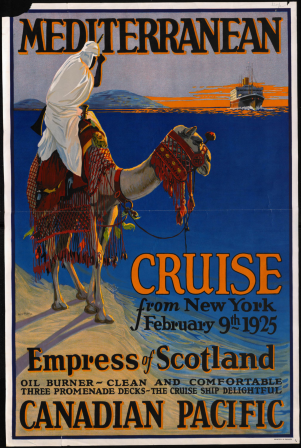 MEDITERRANEAN
CRUISE
from New York
February 9th 1925
Empress of Scotland
OIL BURNER ~ CLEAN AND COMFORTABLE
THREE PROMENADE DECKS ~ THE CRUISE SHIP DELIGHTFUL
CANADIAN PACIFIC